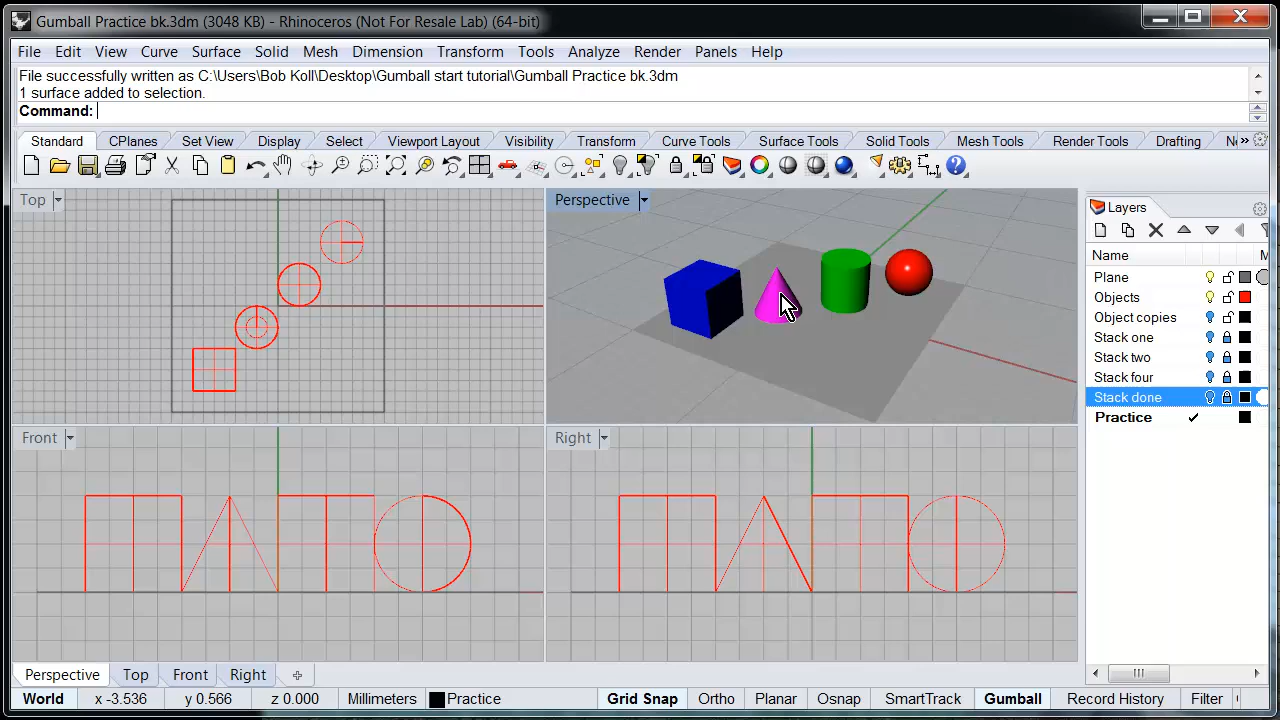 Gumball Practice bk.3dm (3048 KB) - Rhinoceros (Not For Resale Lab) (64-bit)
File Edit View Curve Surface Solid Mesh Dimension Transform Tools Analyze Render Panels Help
File successfully written as C:\Users\Bob Koll\Desktop\Gumball start tutorial\Gumball Practice bk.3dm
1 surface added to selection.
Command:
Standard CPlanes Set View Display Select Viewport Layout Visibility Transform Curve Tools Surface Tools Solid Tools Mesh Tools Render Tools Drafting
Top
Perspective
Layers
Name
Plane
Objects
Object copies
Stack one
Stack two
Stack four
Stack done
Practice
Front
Right
Perspective Top Front Right
World x -3.536 y 0.566 z 0.000 Millimeters Practice Grid Snap Ortho Planar Osnap SmartTrack Gumball Record History Filter